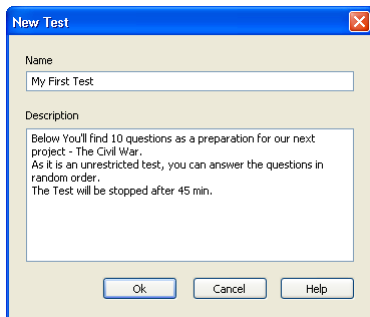 New Test
Name
My First Test
Description
Below You'll find 10 questions as a preparation for our next
project - The Civil War.
As it is an unrestricted test, you can answer the questions in
random order.
The Test will be stopped after 45 min.
Ok Cancel Help